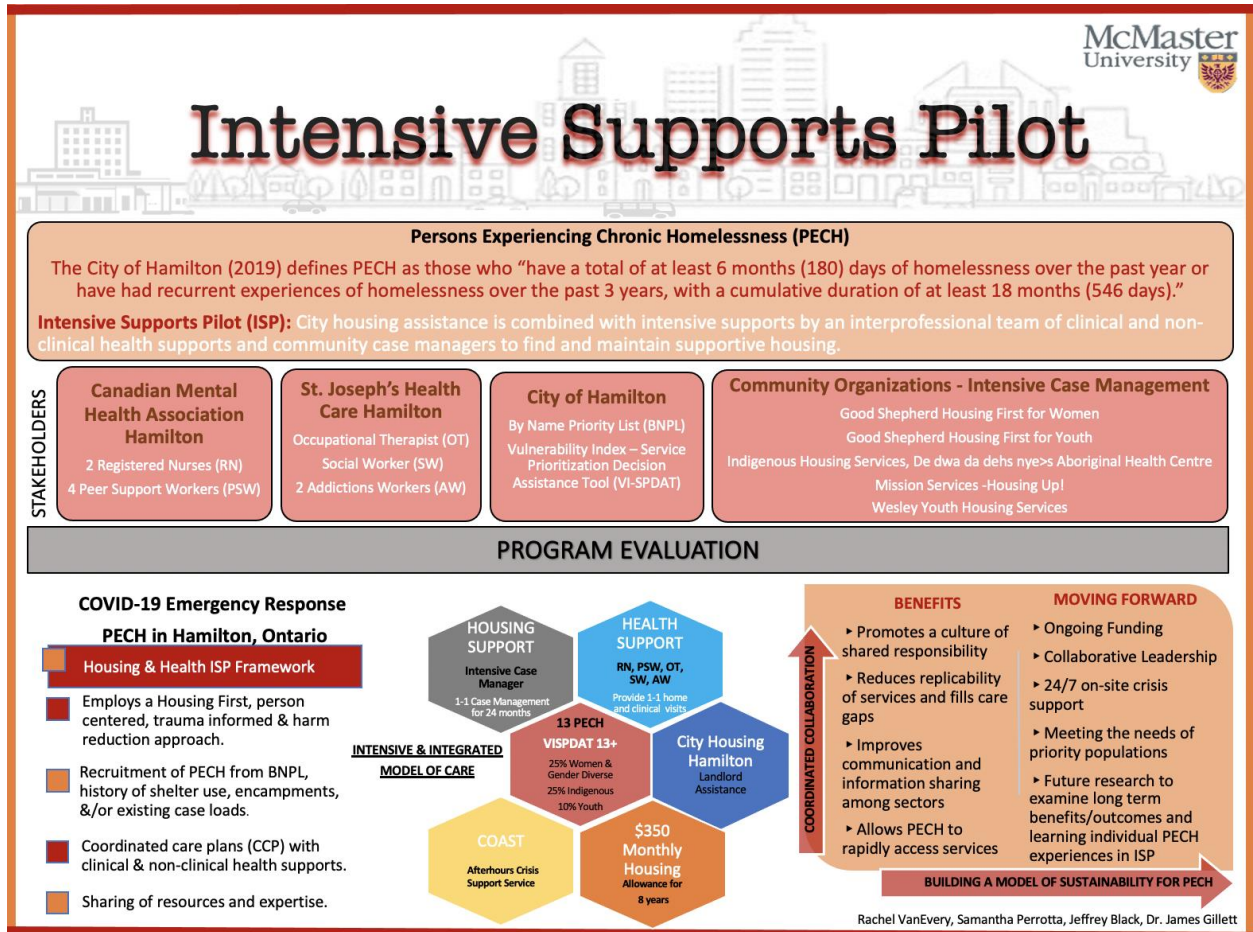 McMaster
University
Intensive Supports Pilot
Persons Experiencing Chronic Homelessness (PECH)
The City of Hamilton (2019) defines PECH as those who “have a total of at least 6 months (180) days of homelessness over the past year or
have had recurrent experiences of homelessness over the past 3 years, with a cumulative duration of at least 18 months (546 days).”
Intensive Supports Pilot (ISP): City housing assistance is combined with intensive supports by an interprofessional team of clinical and non-
clinical health supports and community case managers to find and maintain supportive housing.
STAKEHOLDERS
Canadian Mental
Health Association
Hamilton
2 Registered Nurses (RN)
4 Peer Support Workers (PSW)
St. Joseph’s Health
Care Hamilton
Occupational Therapist (OT)
Social Worker (SW)
2 Addictions Workers (AW)
City of Hamilton
By Name Priority List (BNPL)
Vulnerability Index – Service
Prioritization Decision
Assistance Tool (VI-SPDAT)
Community Organizations - Intensive Case Management
Good Shepherd Housing First for Women
Good Shepherd Housing First for Youth
Indigenous Housing Services, De dwa da dehs nye>s Aboriginal Health Centre
Mission Services -Housing Up!
Wesley Youth Housing Services
PROGRAM EVALUATION
COVID-19 Emergency Response
PECH in Hamilton, Ontario
Housing & Health ISP Framework
Employs a Housing First, person
centered, trauma informed & harm
reduction approach.
Recruitment of PECH from BNPL,
history of shelter use, encampments,
&/or existing case loads.
Coordinated care plans (CCP) with
clinical & non-clinical health supports.
Sharing of resources and expertise.
INTENSIVE & INTEGRATED
MODEL OF CARE
HOUSING
SUPPORT
Intensive Case
Manager
1-1 Case Management
for 24 months
HEALTH
SUPPORT
RN, PSW, OT,
SW, AW
Provide 1-1 home
and clinical visits
13 PECH
VISPDAT 13+
25% Women &
Gender Diverse
25% Indigenous
10% Youth
City Housing
Hamilton
Landlord
Assistance
COAST
Afterhours Crisis
Support Service
$350
Monthly
Housing
Allowance for
8 years
COORDINATED COLLABORATION
BENEFITS
▸ Promotes a culture of
shared responsibility
▸ Reduces replicability
of services and fills care
gaps
▸ Improves
communication and
information sharing
among sectors
▸ Allows PECH to
rapidly access services
MOVING FORWARD
▸ Ongoing Funding
▸ Collaborative Leadership
▸ 24/7 on-site crisis
support
▸ Meeting the needs of
priority populations
▸ Future research to
examine long term
benefits/outcomes and
learning individual PECH
experiences in ISP
BUILDING A MODEL OF SUSTAINABILITY FOR PECH
Rachel VanEvery, Samantha Perrotta, Jeffrey Black, Dr. James Gillett